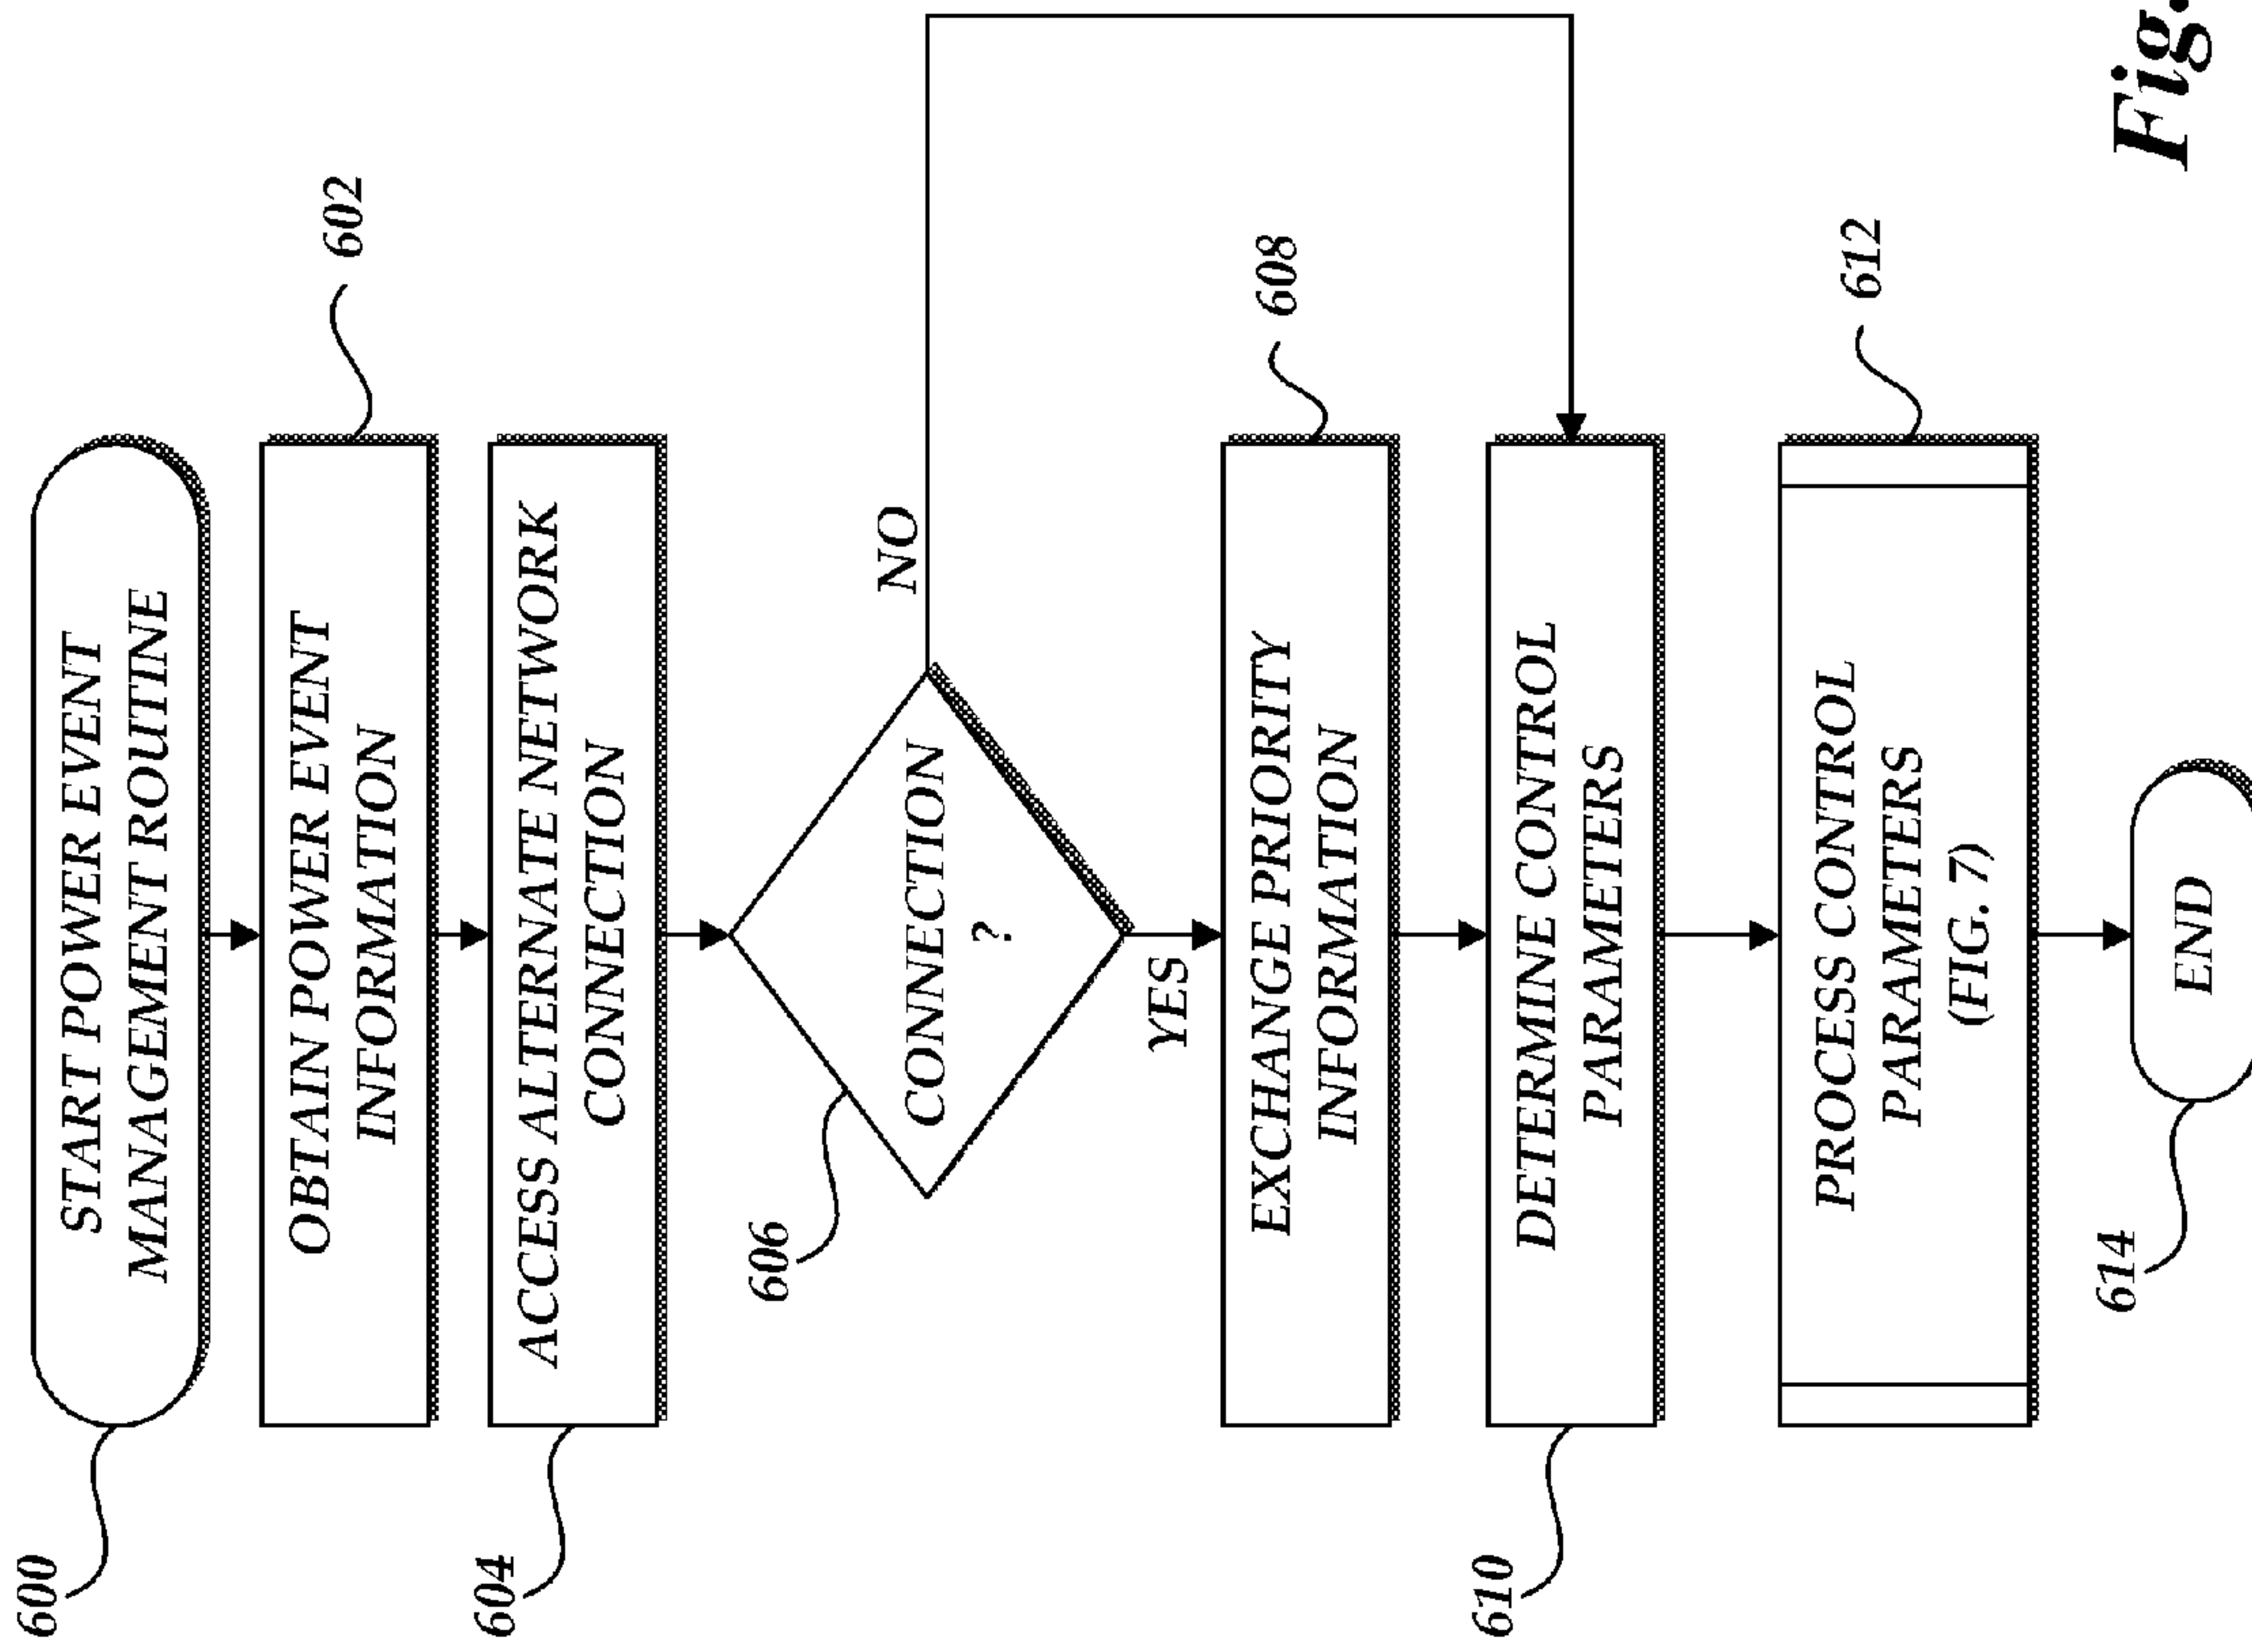 600
START POWER EVENT
MANAGEMENT ROUTINE
OBTAIN POWER EVENT
INFORMATION
602
604
ACCESS ALTERNATE NETWORK
CONNECTION
606
CONNECTION
?
NO
YES
EXCHANGE PRIORITY
INFORMATION
608
610
DETERMINE CONTROL
PARAMETERS
PROCESS CONTROL
PARAMETERS
(FIG. 7)
612
614
END
Fig.